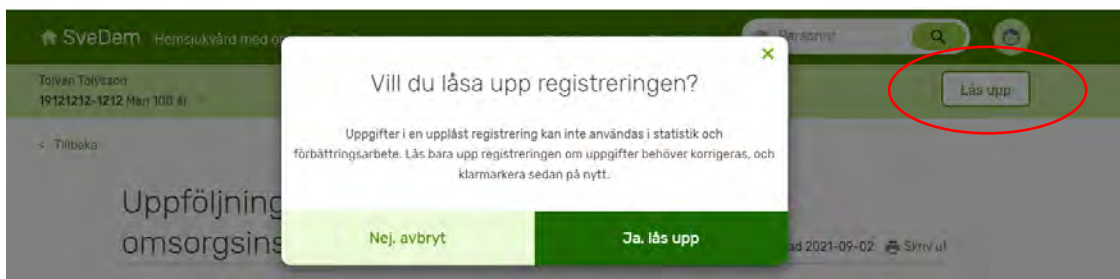 SveDem Hemsjukvård med
Personnr
Tolvan Tolvsson
19121212-1212 Man 108 år
Lås upp
< Tillbaka
Vill du låsa upp registreringen?
Uppgifter i en upplåst registrering kan inte användas i statistik och
förbättringsarbete. Lås bara upp registreringen om uppgifter behöver korrigeras, och
klarmarkera sedan på nytt.
Nej, avbryt
Ja, lås upp
Uppföljning
omsorgsins
2021-09-02 Skriv ut